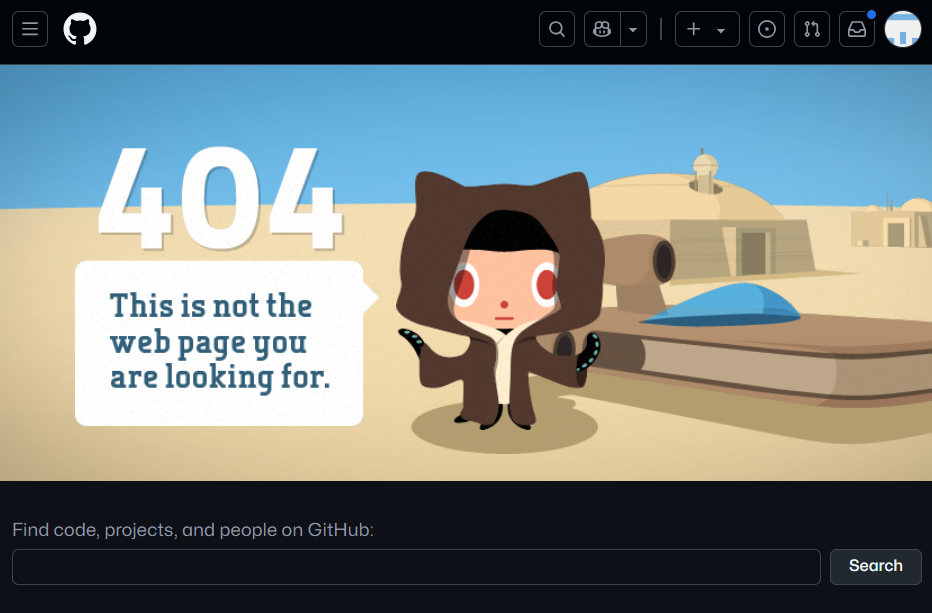 404
This is not the
web page you
are looking for.
Find code, projects, and people on GitHub:
Search